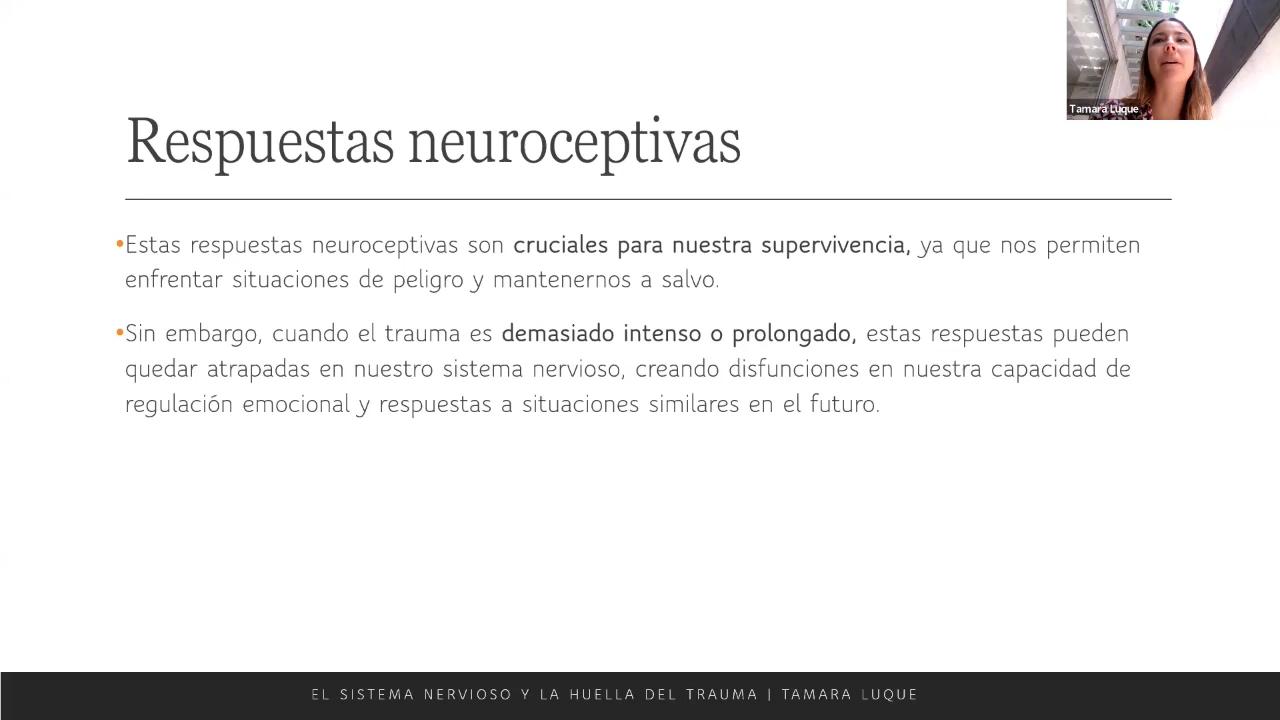 Tamara Luque
Respuestas neuroceptivas
•Estas respuestas neuroceptivas son cruciales para nuestra supervivencia, ya que nos permiten
enfrentar situaciones de peligro y mantenernos a salvo.
•Sin embargo, cuando el trauma es demasiado intenso o prolongado, estas respuestas pueden
quedar atrapadas en nuestro sistema nervioso, creando disfunciones en nuestra capacidad de
regulación emocional y respuestas a situaciones similares en el futuro.
EL SISTEMA NERVIOSO Y LA HUELLA DEL TRAUMA | TAMARA LUQUE